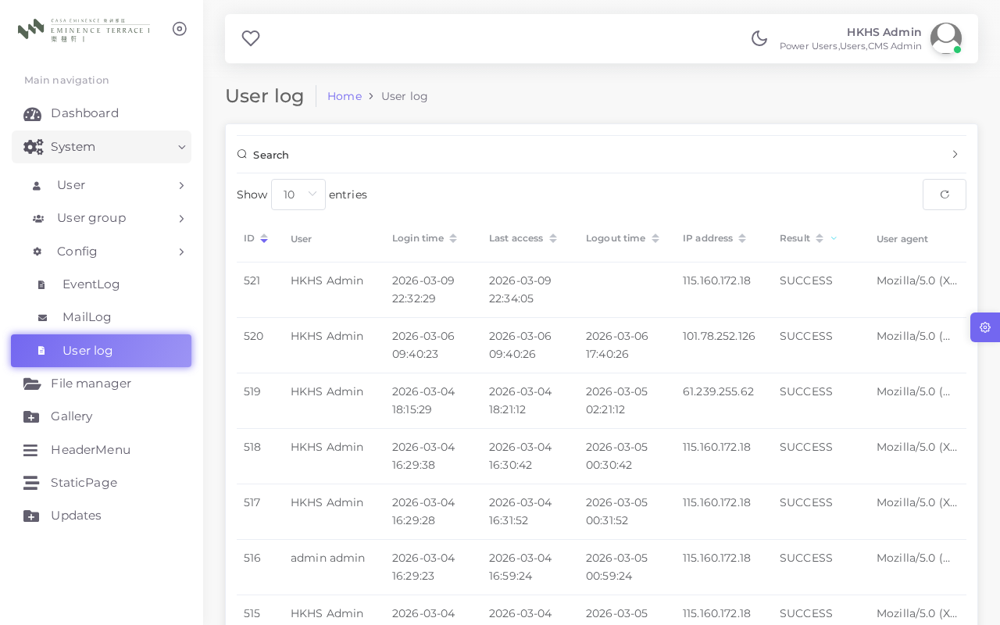 CASA EMINENCE
EMINENCE TERRACE I
Main navigation
Dashboard
System
User
User group
Config
EventLog
MailLog
User log
File manager
Gallery
HeaderMenu
StaticPage
Updates
HKHS Admin
Power Users,Users,CMS Admin
User log
Home > User log
Search
Show 10 entries
ID User Login time Last access Logout time IP address Result User agent
521 HKHS Admin 2026-03-09 2026-03-09 115.160.172.18 SUCCESS Mozilla/5.0 (X...
22:32:29 22:34:05
520 HKHS Admin 2026-03-06 2026-03-06 2026-03-06 101.78.252.126 SUCCESS Mozilla/5.0 (...
09:40:23 09:40:26 17:40:26
519 HKHS Admin 2026-03-04 2026-03-04 2026-03-05 61.239.255.62 SUCCESS Mozilla/5.0 (...
18:15:29 18:21:12 02:21:12
518 HKHS Admin 2026-03-04 2026-03-04 2026-03-05 115.160.172.18 SUCCESS Mozilla/5.0 (X...
16:29:38 16:30:42 00:30:42
517 HKHS Admin 2026-03-04 2026-03-04 2026-03-05 115.160.172.18 SUCCESS Mozilla/5.0 (X...
16:29:28 16:31:52 00:31:52
516 admin admin 2026-03-04 2026-03-04 2026-03-05 115.160.172.18 SUCCESS Mozilla/5.0 (...
16:29:23 16:59:24 00:59:24
515 HKHS Admin 2026-03-04 2026-03-04 2026-03-05 115.160.172.18 SUCCESS Mozilla/5.0 (X...